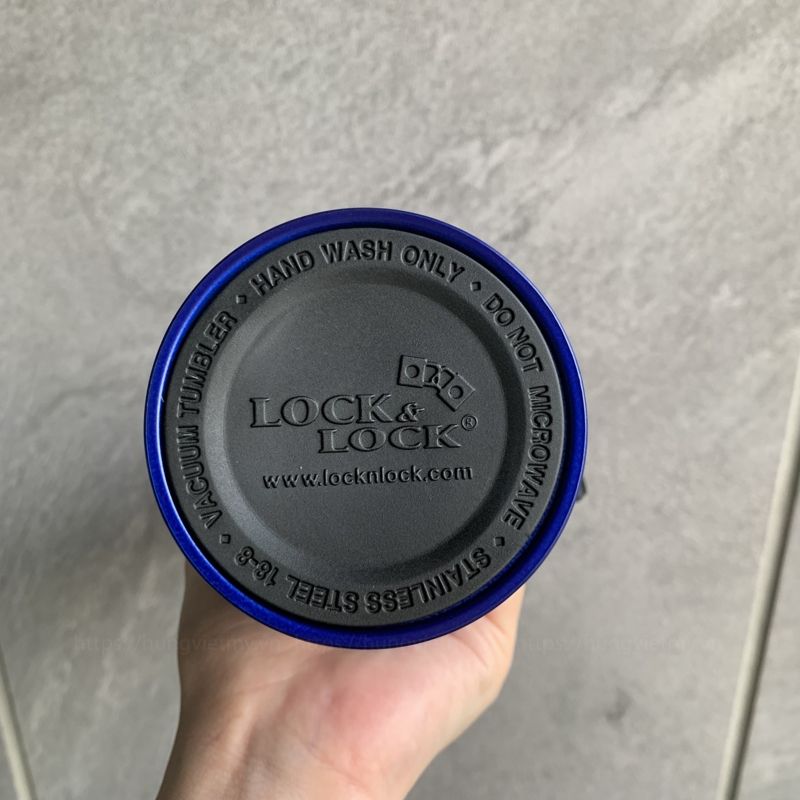 HAND WASH ONLY • DO NOT MICROWAVE • STAINLESS STEEL 18-8 • VACUUM TUMBLER •
LOCK &
LOCK®
www.locknlock.com